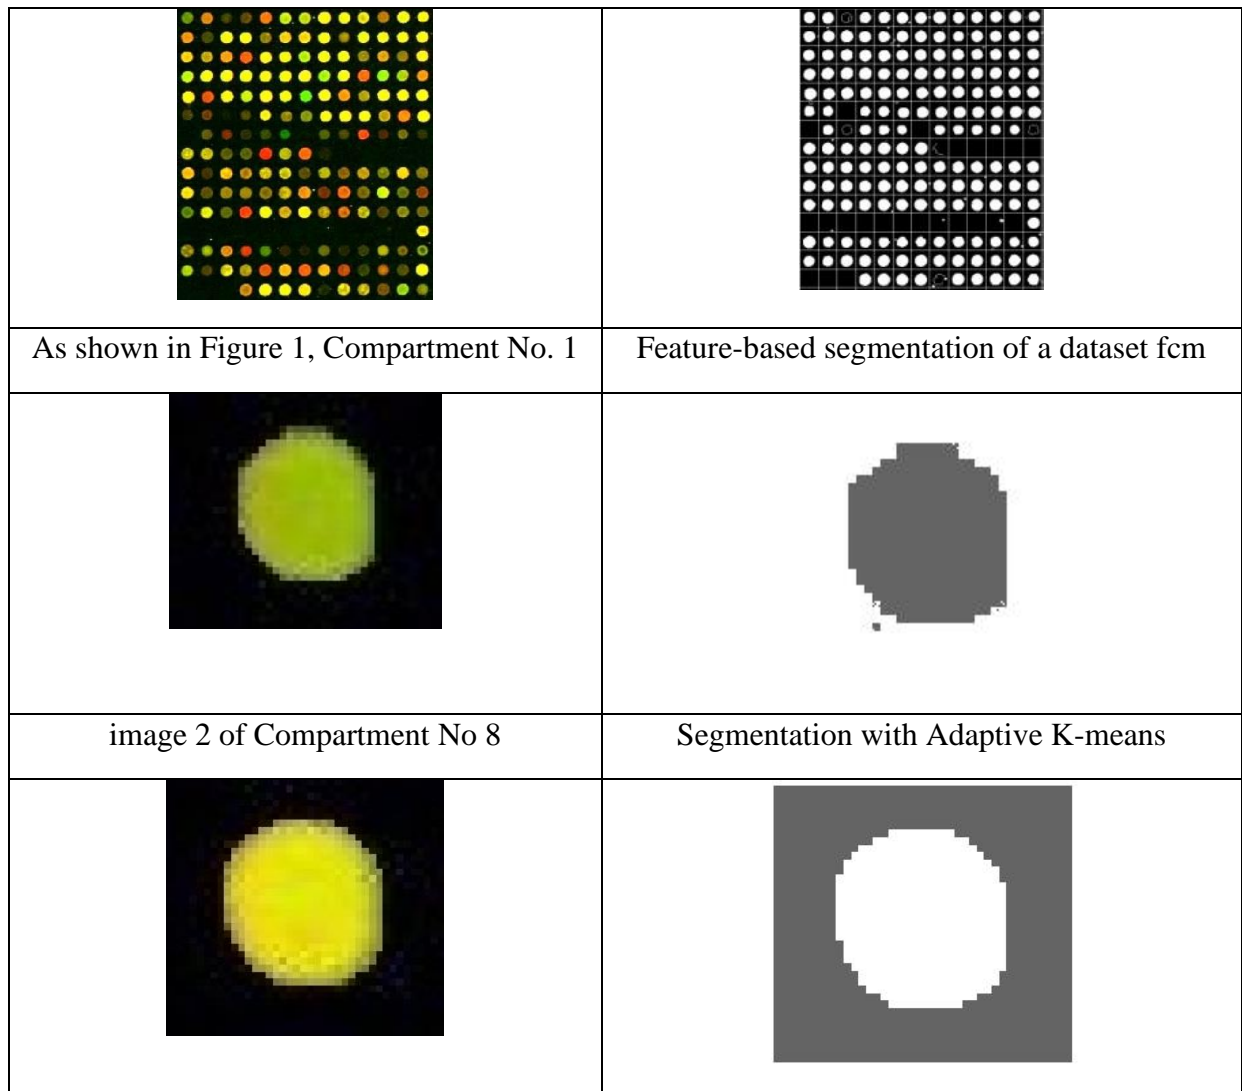 As shown in Figure 1, Compartment No. 1
Feature-based segmentation of a dataset fcm
image 2 of Compartment No 8
Segmentation with Adaptive K-means